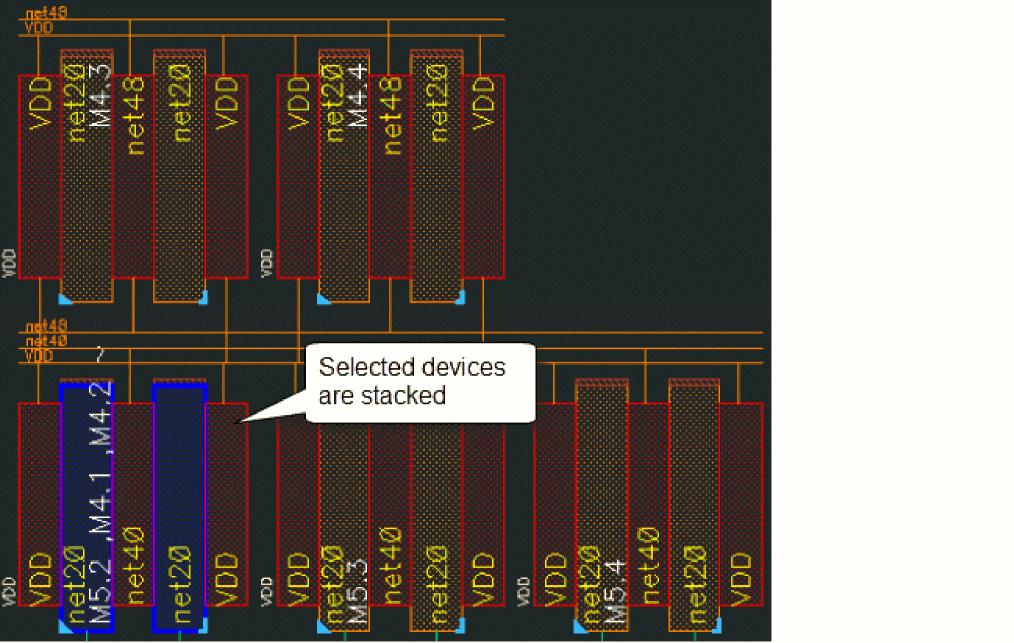 net48
VDD
VDD
net20
M4.3
net48
net20
VDD
VDD
net20
M4.4
net48
net20
VDD
VDD
VDD
net48
net40
VDD
Selected devices
are stacked
VDD
net20
M5.2 ,M4.1 ,M4.2
net40
net20
VDD
VDD
net20
M5.3
net40
net20
VDD
VDD
net20
M5.4
net40
net20
VDD
VDD
VDD
VDD